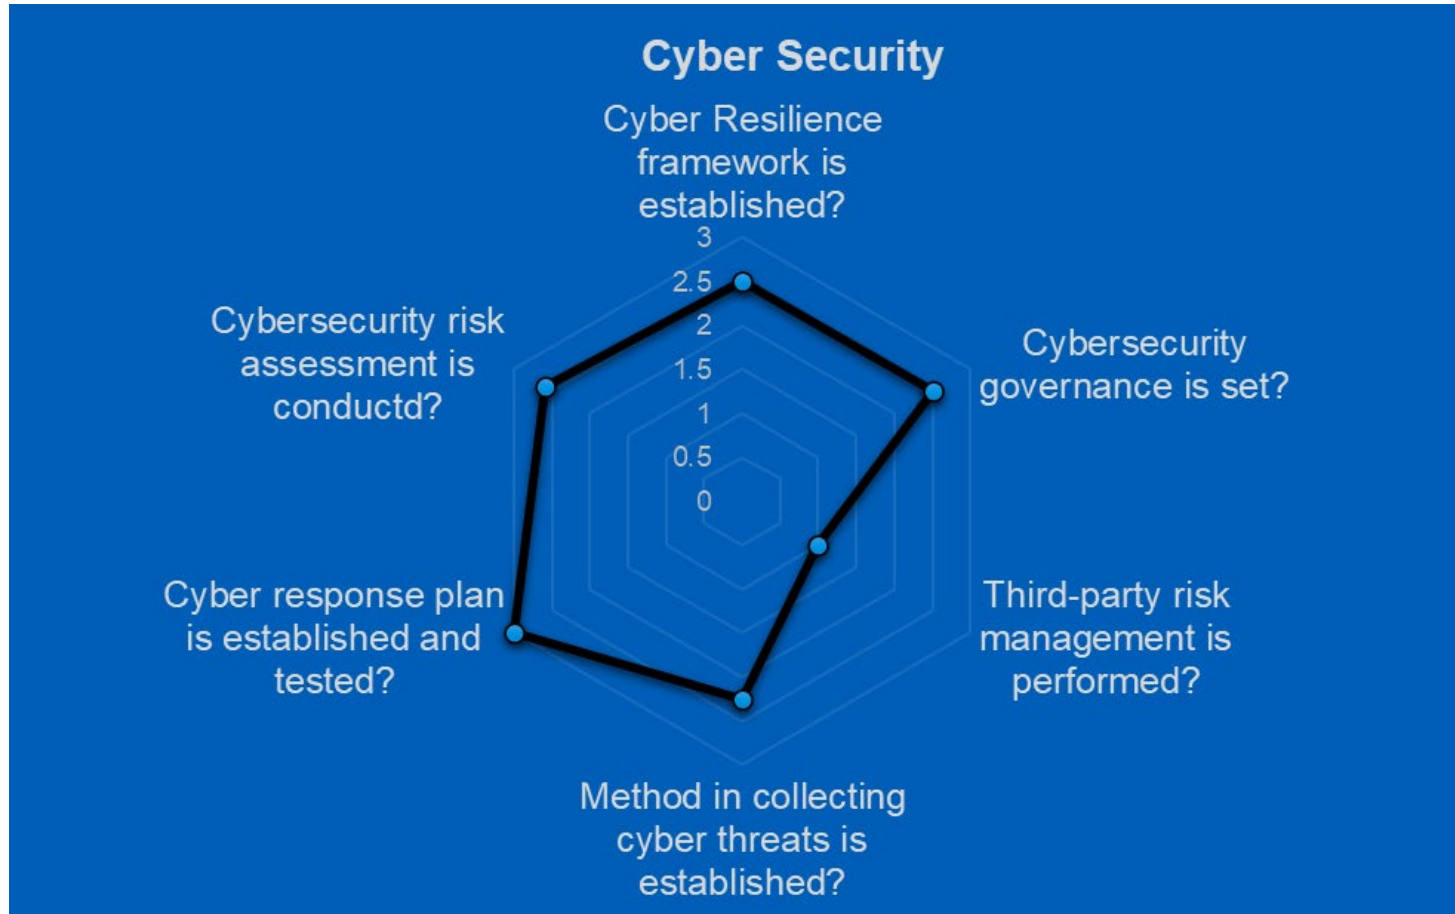 Cyber Security
Cyber Resilience
framework is
established?
3
2.5
2
1.5
1
0.5
0
Cybersecurity
governance is set?
Third-party risk
management is
performed?
Method in collecting
cyber threats is
established?
Cyber response plan
is established and
tested?
Cybersecurity risk
assessment is
conductd?